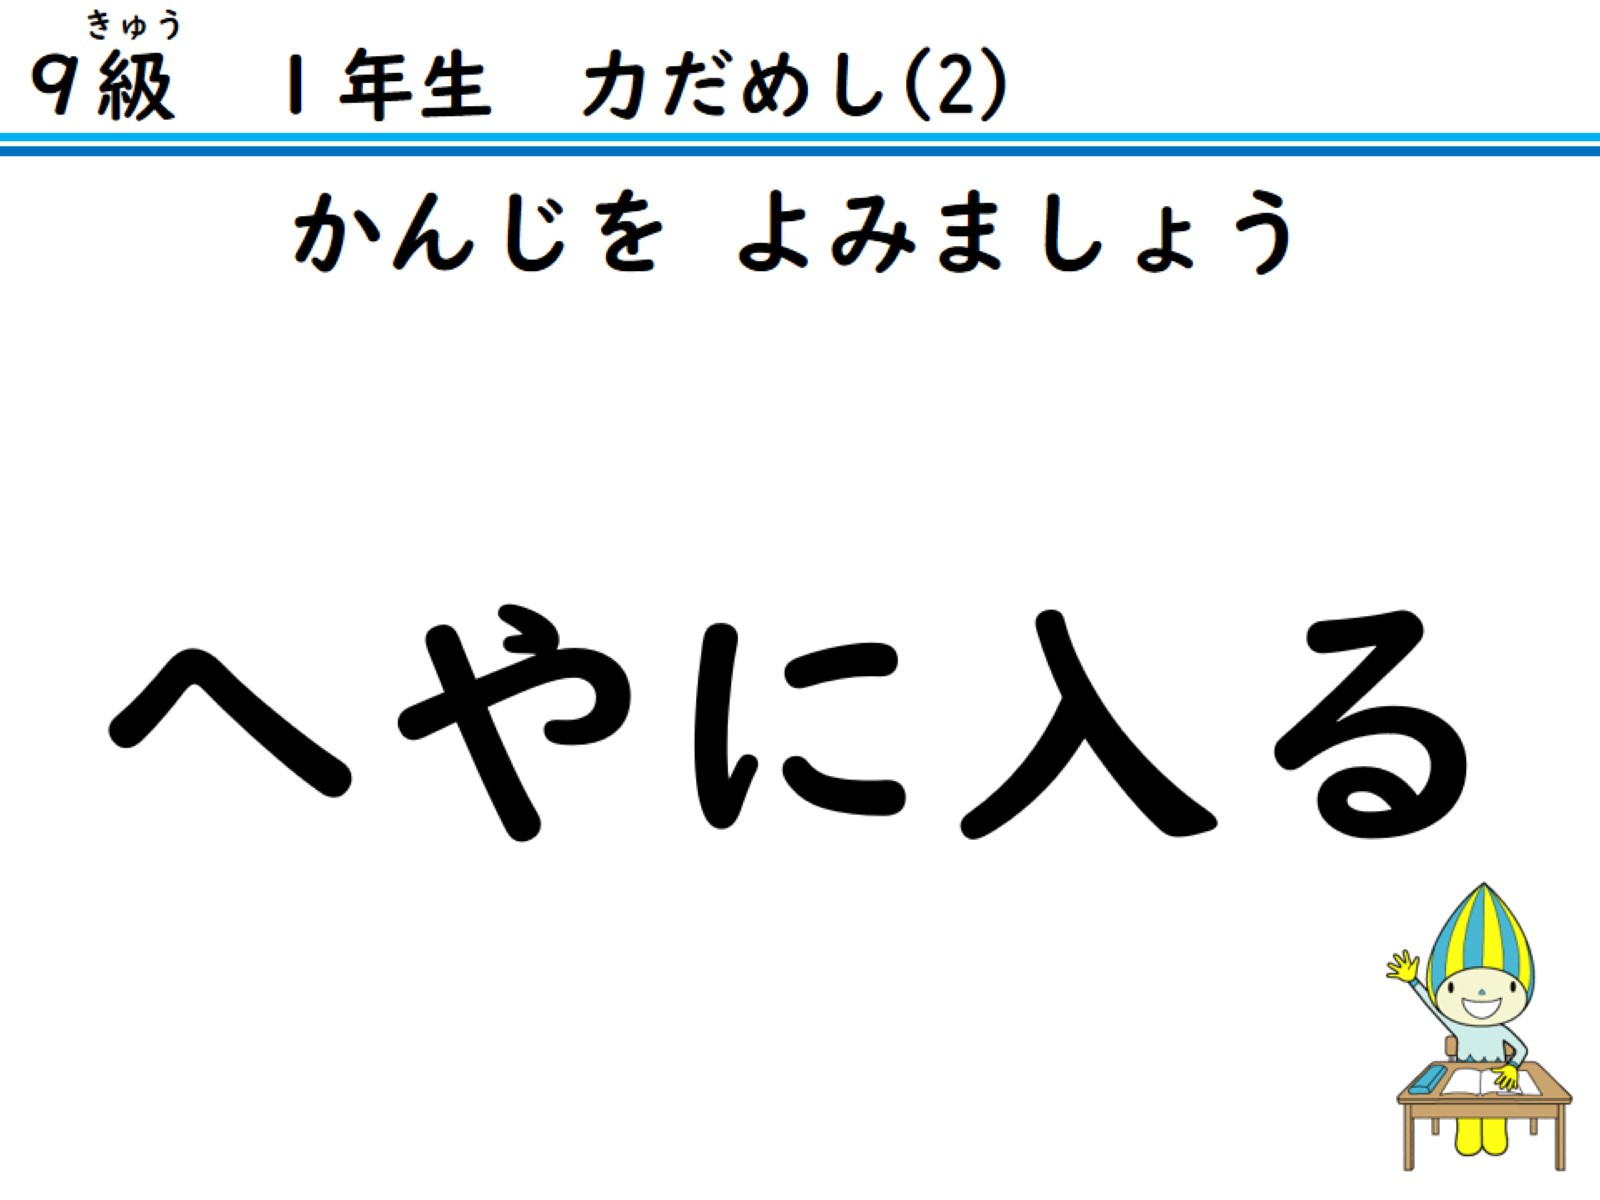 きゅう
９級　１年生　力だめし(2)
かんじを よみましょう
へやに入る